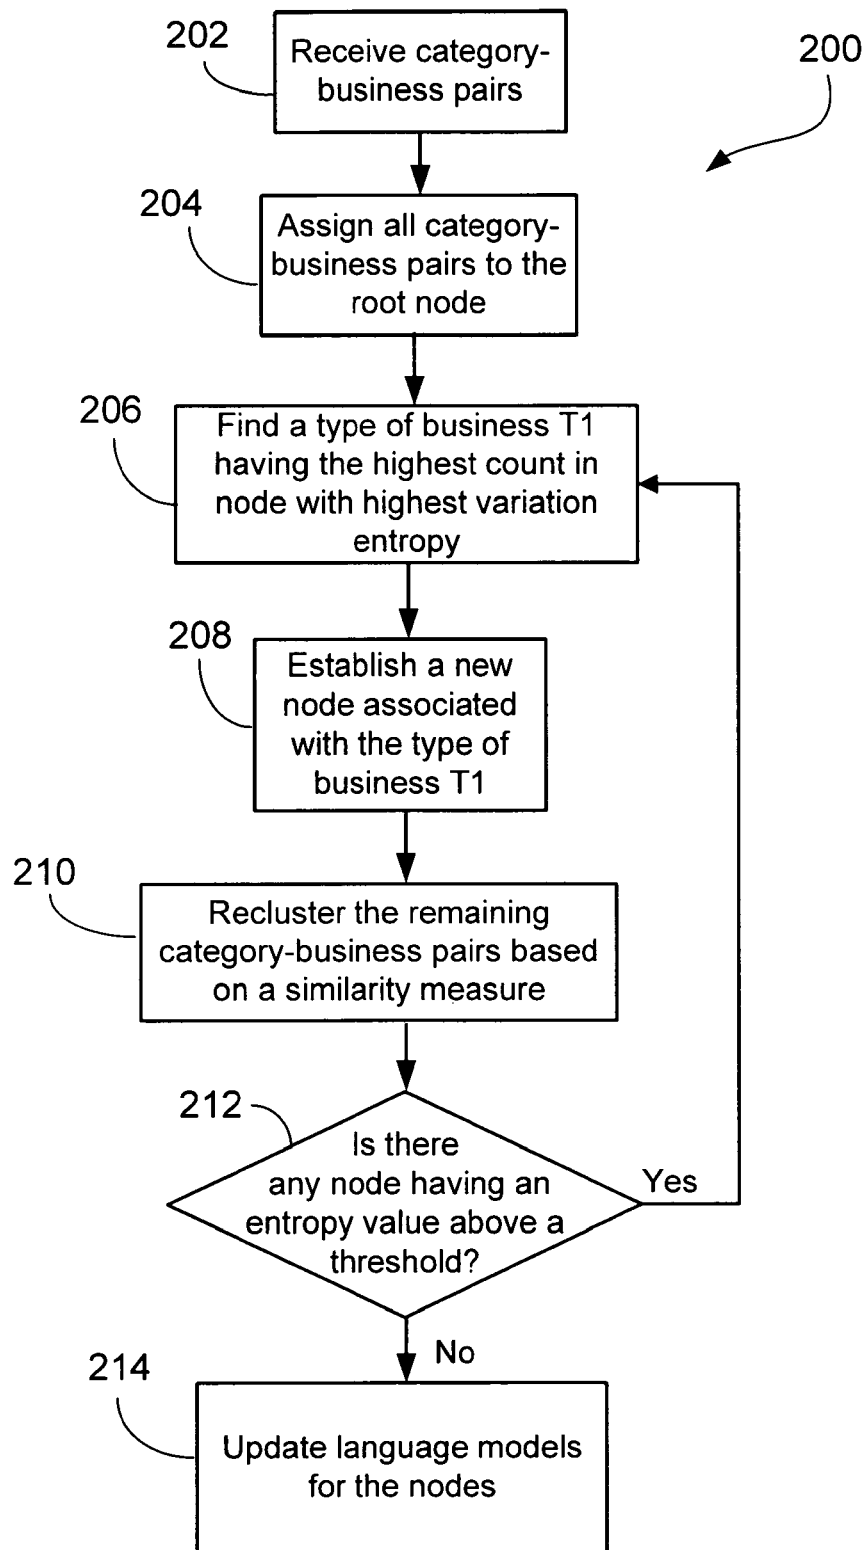 202
Receive category-
business pairs
200
204
Assign all category-
business pairs to the
root node
206
Find a type of business T1
having the highest count in
node with highest variation
entropy
208
Establish a new
node associated
with the type of
business T1
210
Recluster the remaining
category-business pairs based
on a similarity measure
212
Is there
any node having an
entropy value above a
threshold?
Yes
No
214
Update language models
for the nodes